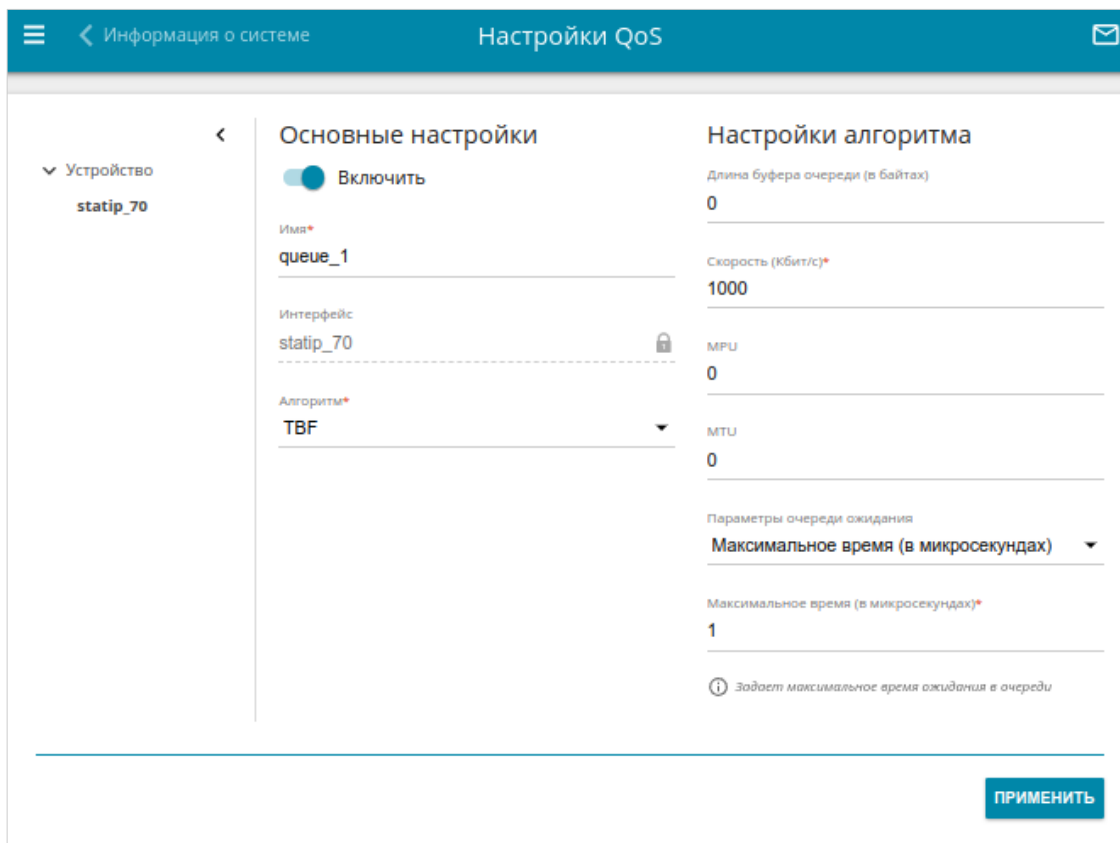 Информация о системе
Настройки QoS
Устройство
statip_70
Основные настройки
Включить
Имя*
queue_1
Интерфейс
statip_70
Алгоритм*
TBF
Настройки алгоритма
Длина буфера очереди (в байтах)
0
Скорость (Кбит/с)*
1000
MPU
0
MTU
0
Параметры очереди ожидания
Максимальное время (в микросекундах)
Максимальное время (в микросекундах)*
1
Задает максимальное время ожидания в очереди
ПРИМЕНИТЬ